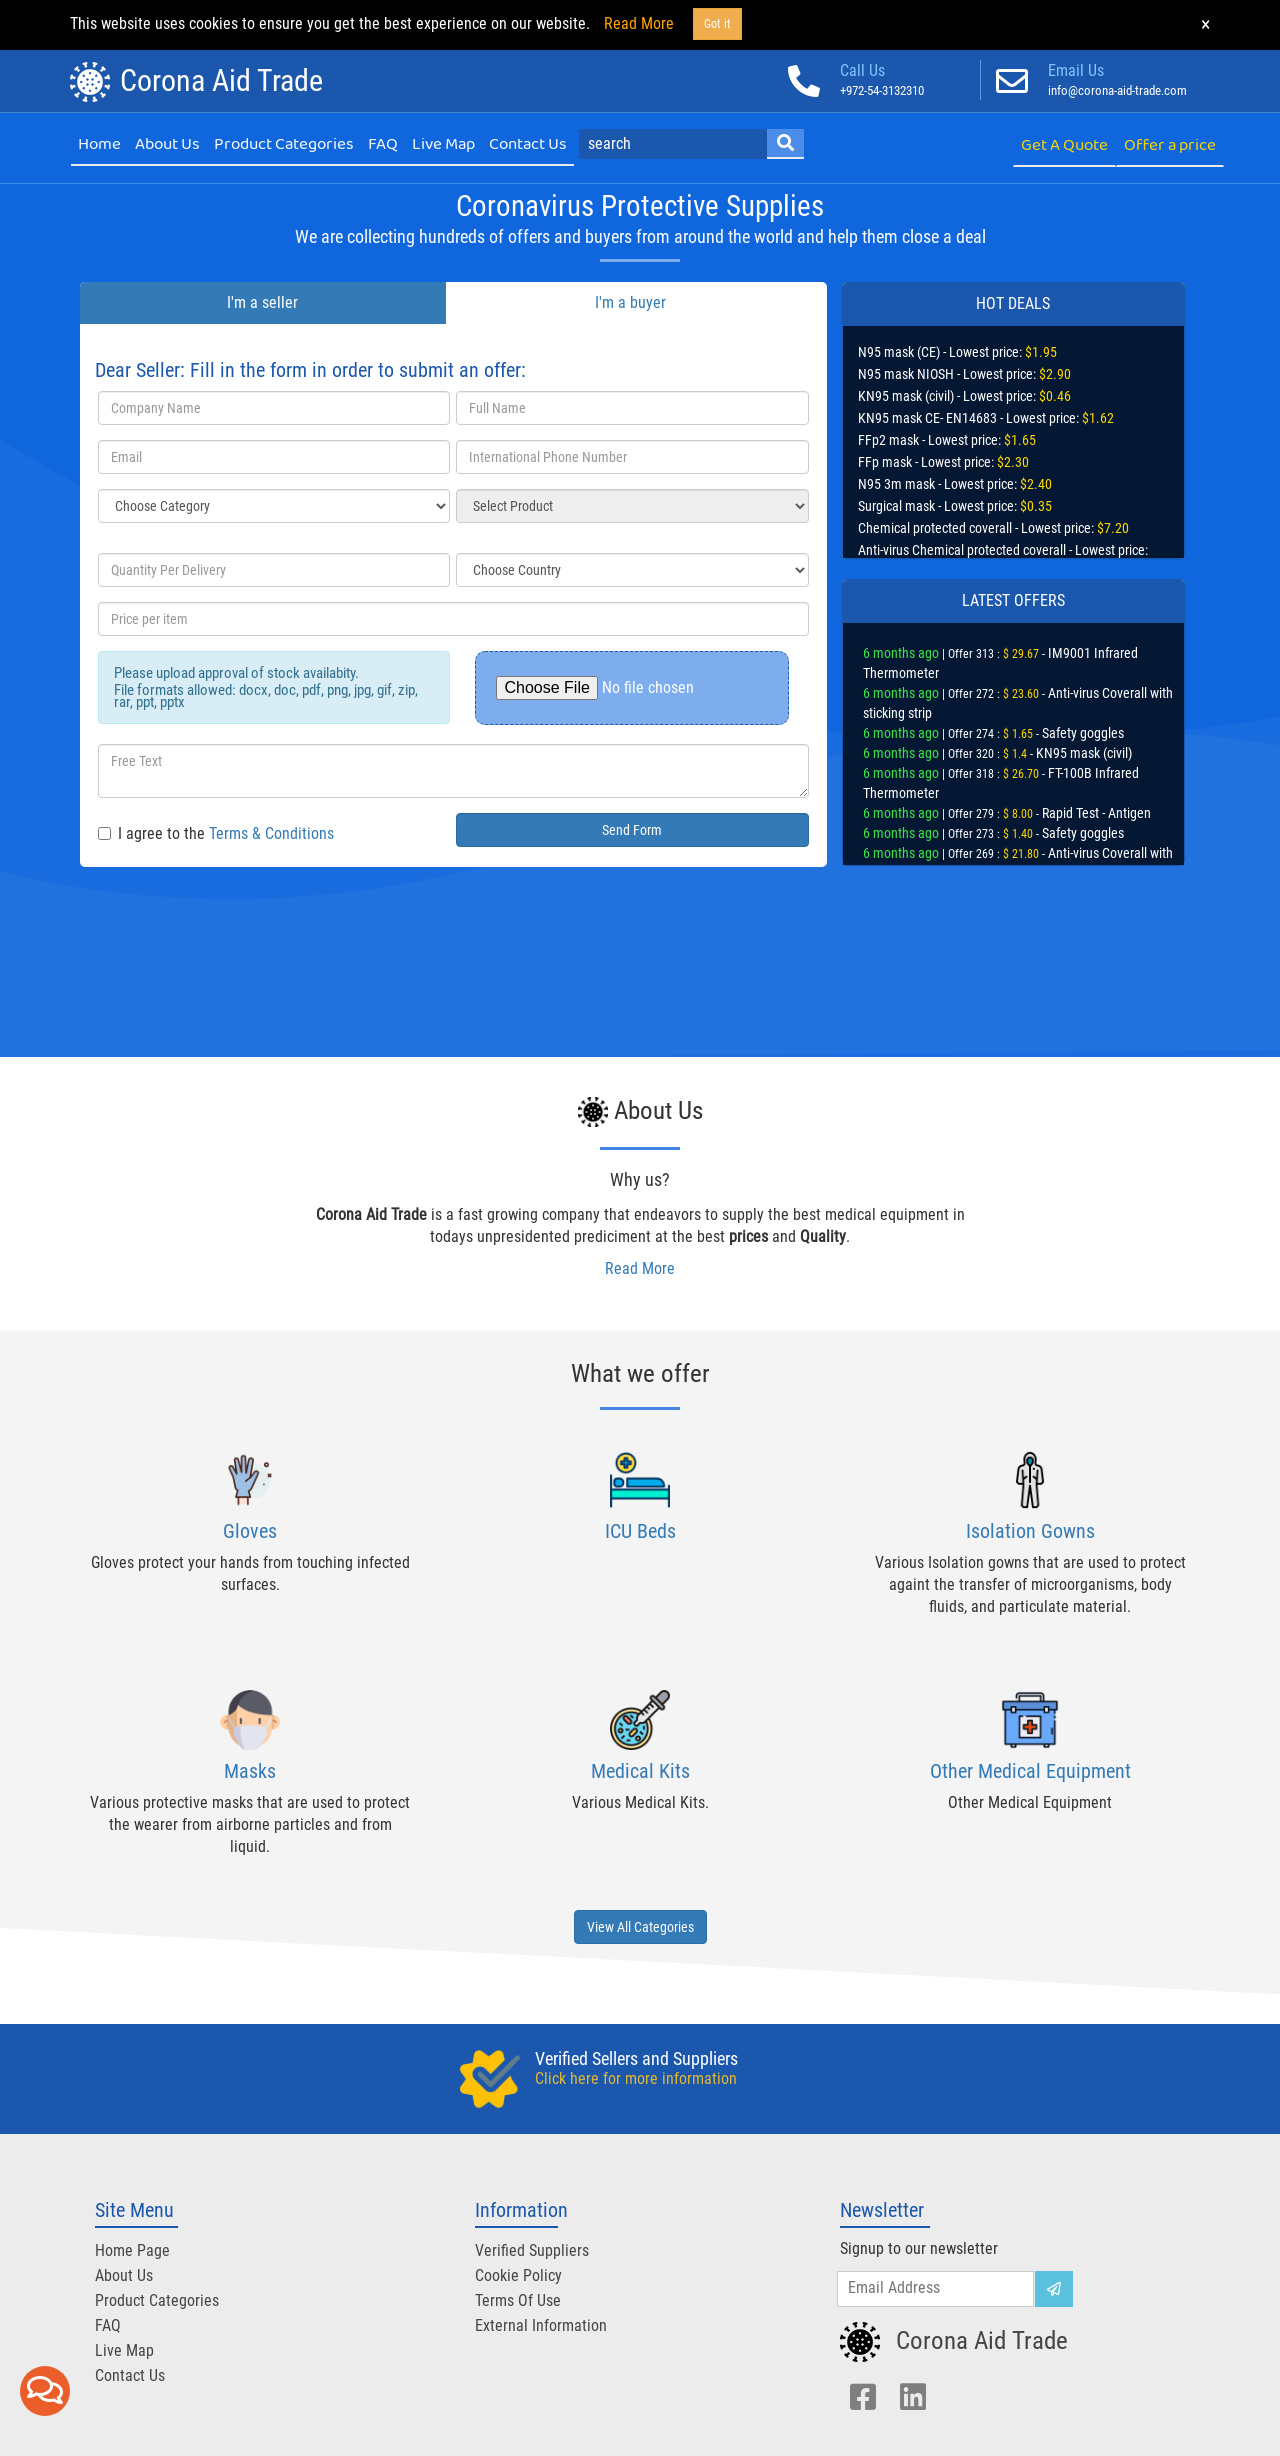 This website uses cookies to ensure you get the best experience on our website. Read More Got it ×
Corona Aid Trade
Call Us
+972-54-3132310
Email Us
info@corona-aid-trade.com
Home About Us Product Categories FAQ Live Map Contact Us search
Get A Quote Offer a price
Coronavirus Protective Supplies
We are collecting hundreds of offers and buyers from around the world and help them close a deal
I'm a seller
I'm a buyer
Dear Seller: Fill in the form in order to submit an offer:
Company Name
Full Name
Email
International Phone Number
Choose Category
Select Product
Quantity Per Delivery
Choose Country
Price per item
Please upload approval of stock availabity.
File formats allowed: docx, doc, pdf, png, jpg, gif, zip,
rar, ppt, pptx
Choose File No file chosen
Free Text
I agree to the Terms & Conditions
Send Form
HOT DEALS
N95 mask (CE) - Lowest price: $1.95
N95 mask NIOSH - Lowest price: $2.90
KN95 mask (civil) - Lowest price: $0.46
KN95 mask CE- EN14683 - Lowest price: $1.62
FFp2 mask - Lowest price: $1.65
FFp mask - Lowest price: $2.30
N95 3m mask - Lowest price: $2.40
Surgical mask - Lowest price: $0.35
Chemical protected coverall - Lowest price: $7.20
Anti-virus Chemical protected coverall - Lowest price:
LATEST OFFERS
6 months ago | Offer 313 : $ 29.67 - IM9001 Infrared
Thermometer
6 months ago | Offer 272 : $ 23.60 - Anti-virus Coverall with
sticking strip
6 months ago | Offer 274 : $ 1.65 - Safety goggles
6 months ago | Offer 320 : $ 1.4 - KN95 mask (civil)
6 months ago | Offer 318 : $ 26.70 - FT-100B Infrared
Thermometer
6 months ago | Offer 279 : $ 8.00 - Rapid Test - Antigen
6 months ago | Offer 273 : $ 1.40 - Safety goggles
6 months ago | Offer 269 : $ 21.80 - Anti-virus Coverall with
About Us
Why us?
Corona Aid Trade is a fast growing company that endeavors to supply the best medical equipment in
todays unpresidented prediciment at the best prices and Quality.
Read More
What we offer
Gloves
Gloves protect your hands from touching infected
surfaces.
ICU Beds
Isolation Gowns
Various Isolation gowns that are used to protect
againt the transfer of microorganisms, body
fluids, and particulate material.
Masks
Various protective masks that are used to protect
the wearer from airborne particles and from
liquid.
Medical Kits
Various Medical Kits.
Other Medical Equipment
Other Medical Equipment
View All Categories
Verified Sellers and Suppliers
Click here for more information
Site Menu
Home Page
About Us
Product Categories
FAQ
Live Map
Contact Us
Information
Verified Suppliers
Cookie Policy
Terms Of Use
External Information
Newsletter
Signup to our newsletter
Email Address
Corona Aid Trade